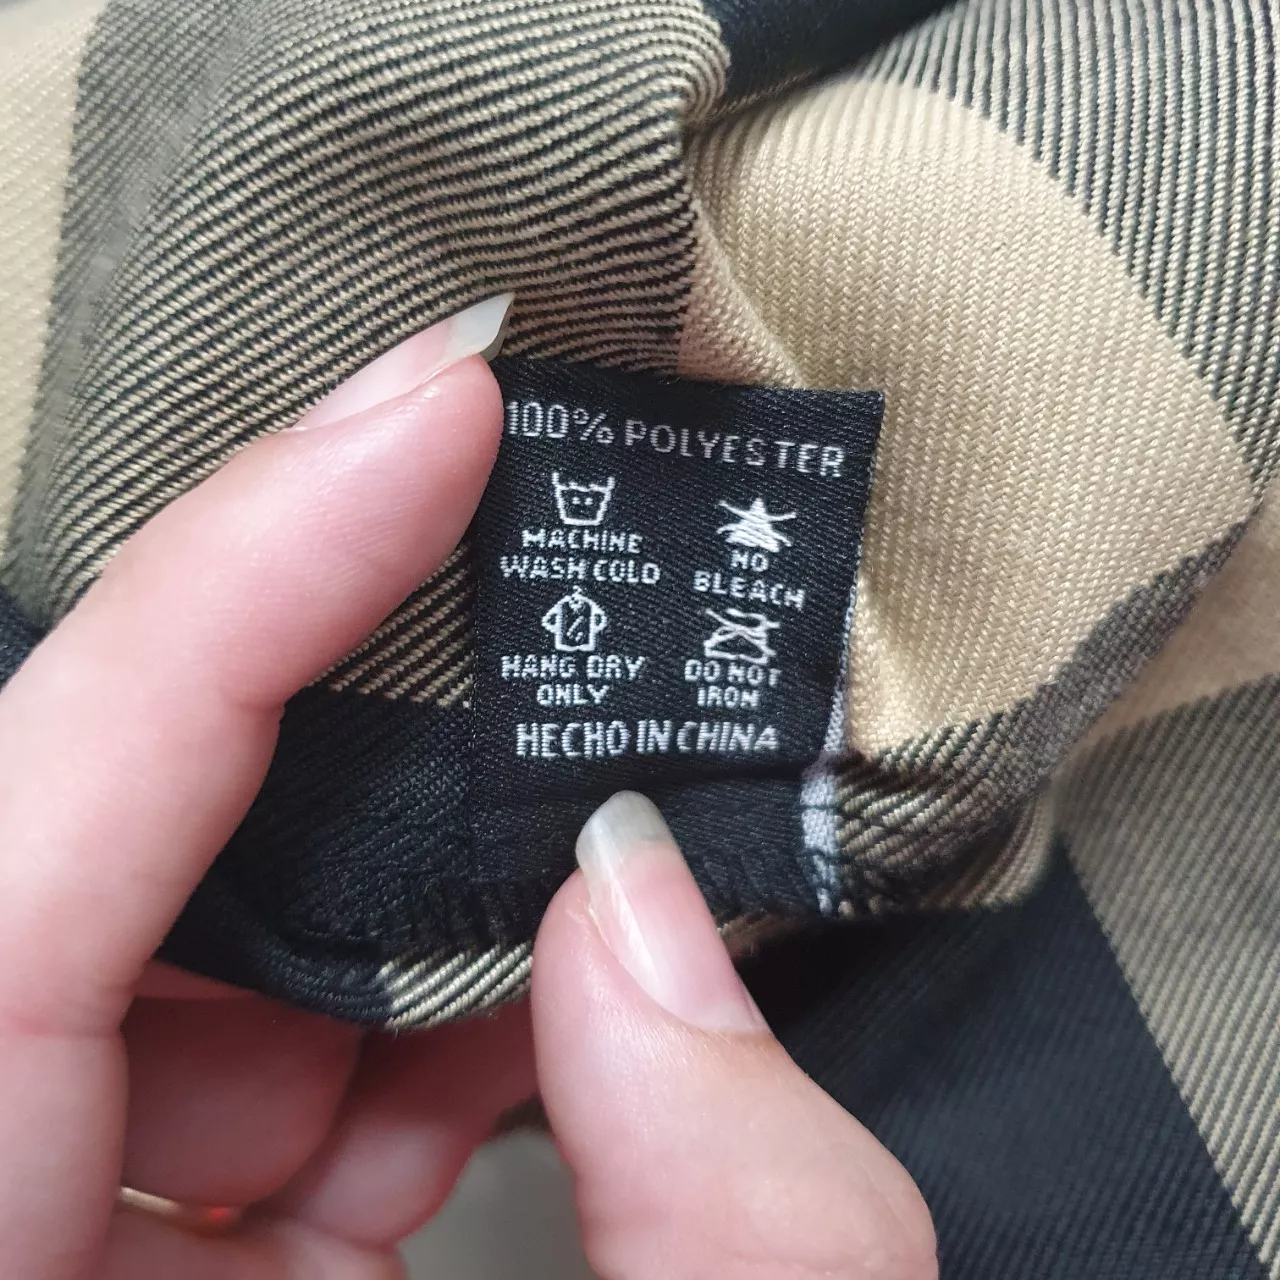 100% POLYESTER
MACHINE
WASH COLD
NO
BLEACH
HANG DRY
ONLY
DO NOT
IRON
HECHO IN CHINA